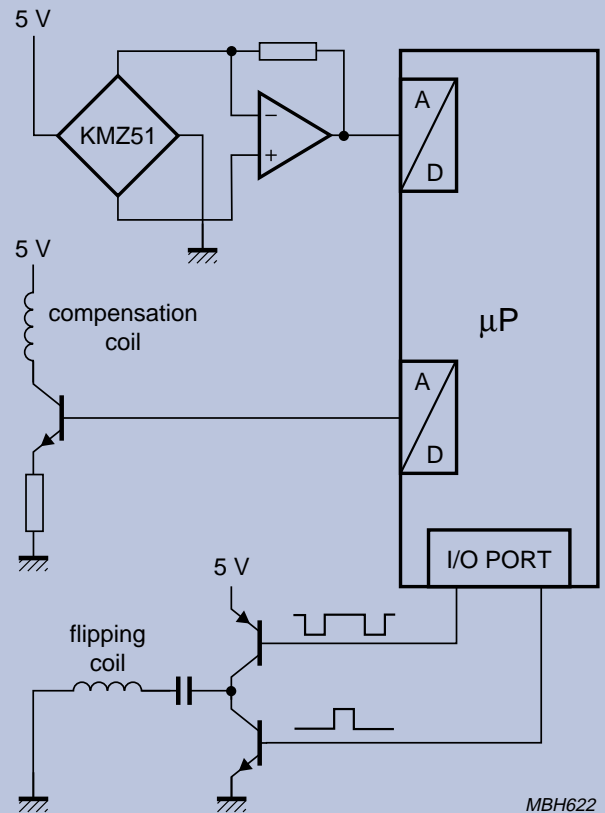 5 V
KMZ51
−
+
A
D
5 V
compensation
coil
μP
A
D
I/O PORT
5 V
flipping
coil
MBH622